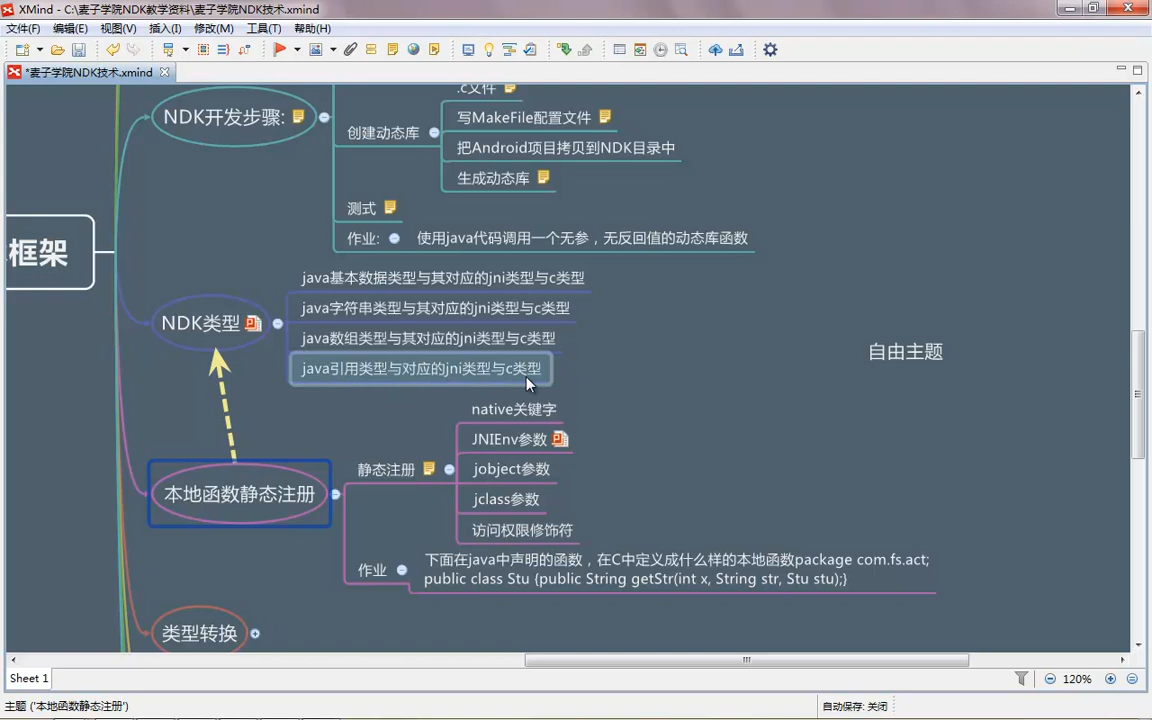 XMind - C:\麦子学院NDK教学资料\麦子学院NDK技术.xmind
文件(F) 编辑(E) 视图(V) 插入(I) 修改(M) 工具(T) 帮助(H)
*麦子学院NDK技术.xmind
.c文件
NDK开发步骤:
写MakeFile配置文件
创建动态库
把Android项目拷贝到NDK目录中
生成动态库
测式
作业:
使用java代码调用一个无参，无反回值的动态库函数
框架
java基本数据类型与其对应的jni类型与c类型
java字符串类型与其对应的jni类型与c类型
NDK类型
java数组类型与其对应的jni类型与c类型
自由主题
java引用类型与对应的jni类型与c类型
native关键字
JNIEnv参数
静态注册
jobject参数
本地函数静态注册
jclass参数
访问权限修饰符
作业
下面在java中声明的函数，在C中定义成什么样的本地函数package com.fs.act;
public class Stu {public String getStr(int x, String str, Stu stu);}
类型转换
Sheet 1
120%
主题 ('本地函数静态注册')
自动保存: 关闭